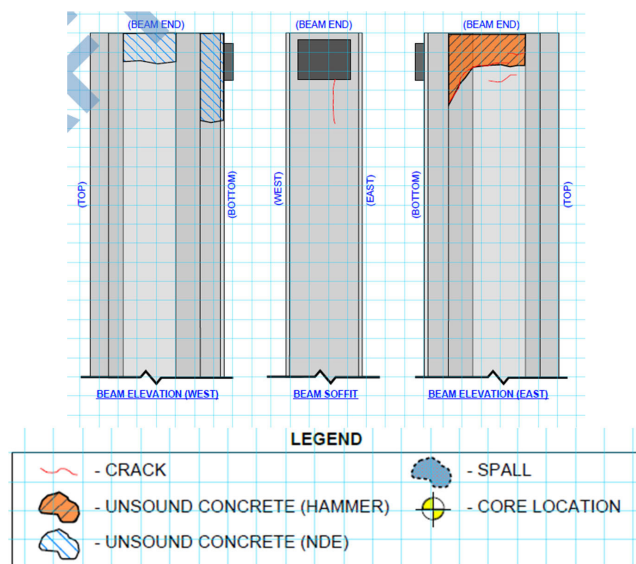 (BEAM END)
(BEAM END)
(BEAM END)
(TOP)
(BOTTOM)
(WEST)
(EAST)
(BOTTOM)
(TOP)
BEAM ELEVATION (WEST)
BEAM SOFFIT
BEAM ELEVATION (EAST)
LEGEND
- CRACK
- UNSOUND CONCRETE (HAMMER)
- UNSOUND CONCRETE (NDE)
- SPALL
- CORE LOCATION